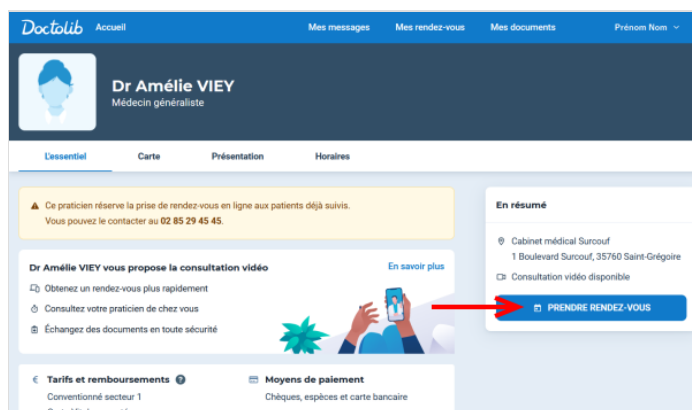 Doctolib Accueil Mes messages Mes rendez-vous Mes documents Prénom Nom
Dr Amélie VIEY
Médecin généraliste
L'essentiel Carte Présentation Horaires
Ce praticien réserve la prise de rendez-vous en ligne aux patients déjà suivis.
Vous pouvez le contacter au 02 85 29 45 45.
Dr Amélie VIEY vous propose la consultation vidéo En savoir plus
Obtenez un rendez-vous plus rapidement
Consultez votre praticien de chez vous
Échangez des documents en toute sécurité
€ Tarifs et remboursements ?
Conventionné secteur 1
Moyens de paiement
Chèques, espèces et carte bancaire
En résumé
Cabinet médical Surcouf
1 Boulevard Surcouf, 35760 Saint-Grégoire
Consultation vidéo disponible
PRENDRE RENDEZ-VOUS